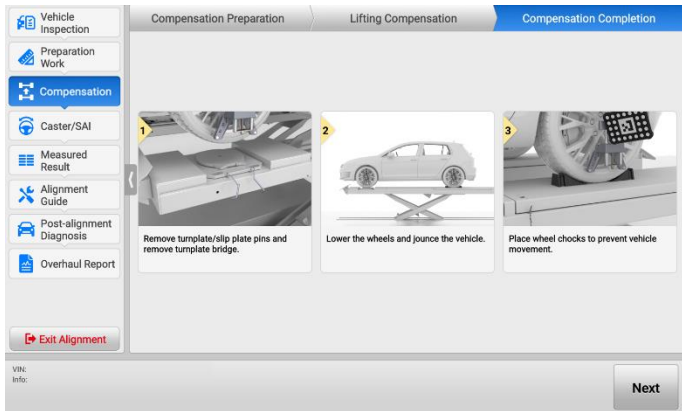 Vehicle
Inspection
Preparation
Work
Compensation
Caster/SAI
Measured
Result
Alignment
Guide
Post-alignment
Diagnosis
Overhaul Report
Exit Alignment
Compensation Preparation
Lifting Compensation
Compensation Completion
1
Remove turnplate/slip plate pins and
remove turnplate bridge.
2
Lower the wheels and jounce the vehicle.
3
Place wheel chocks to prevent vehicle
movement.
VIN:
Info:
Next